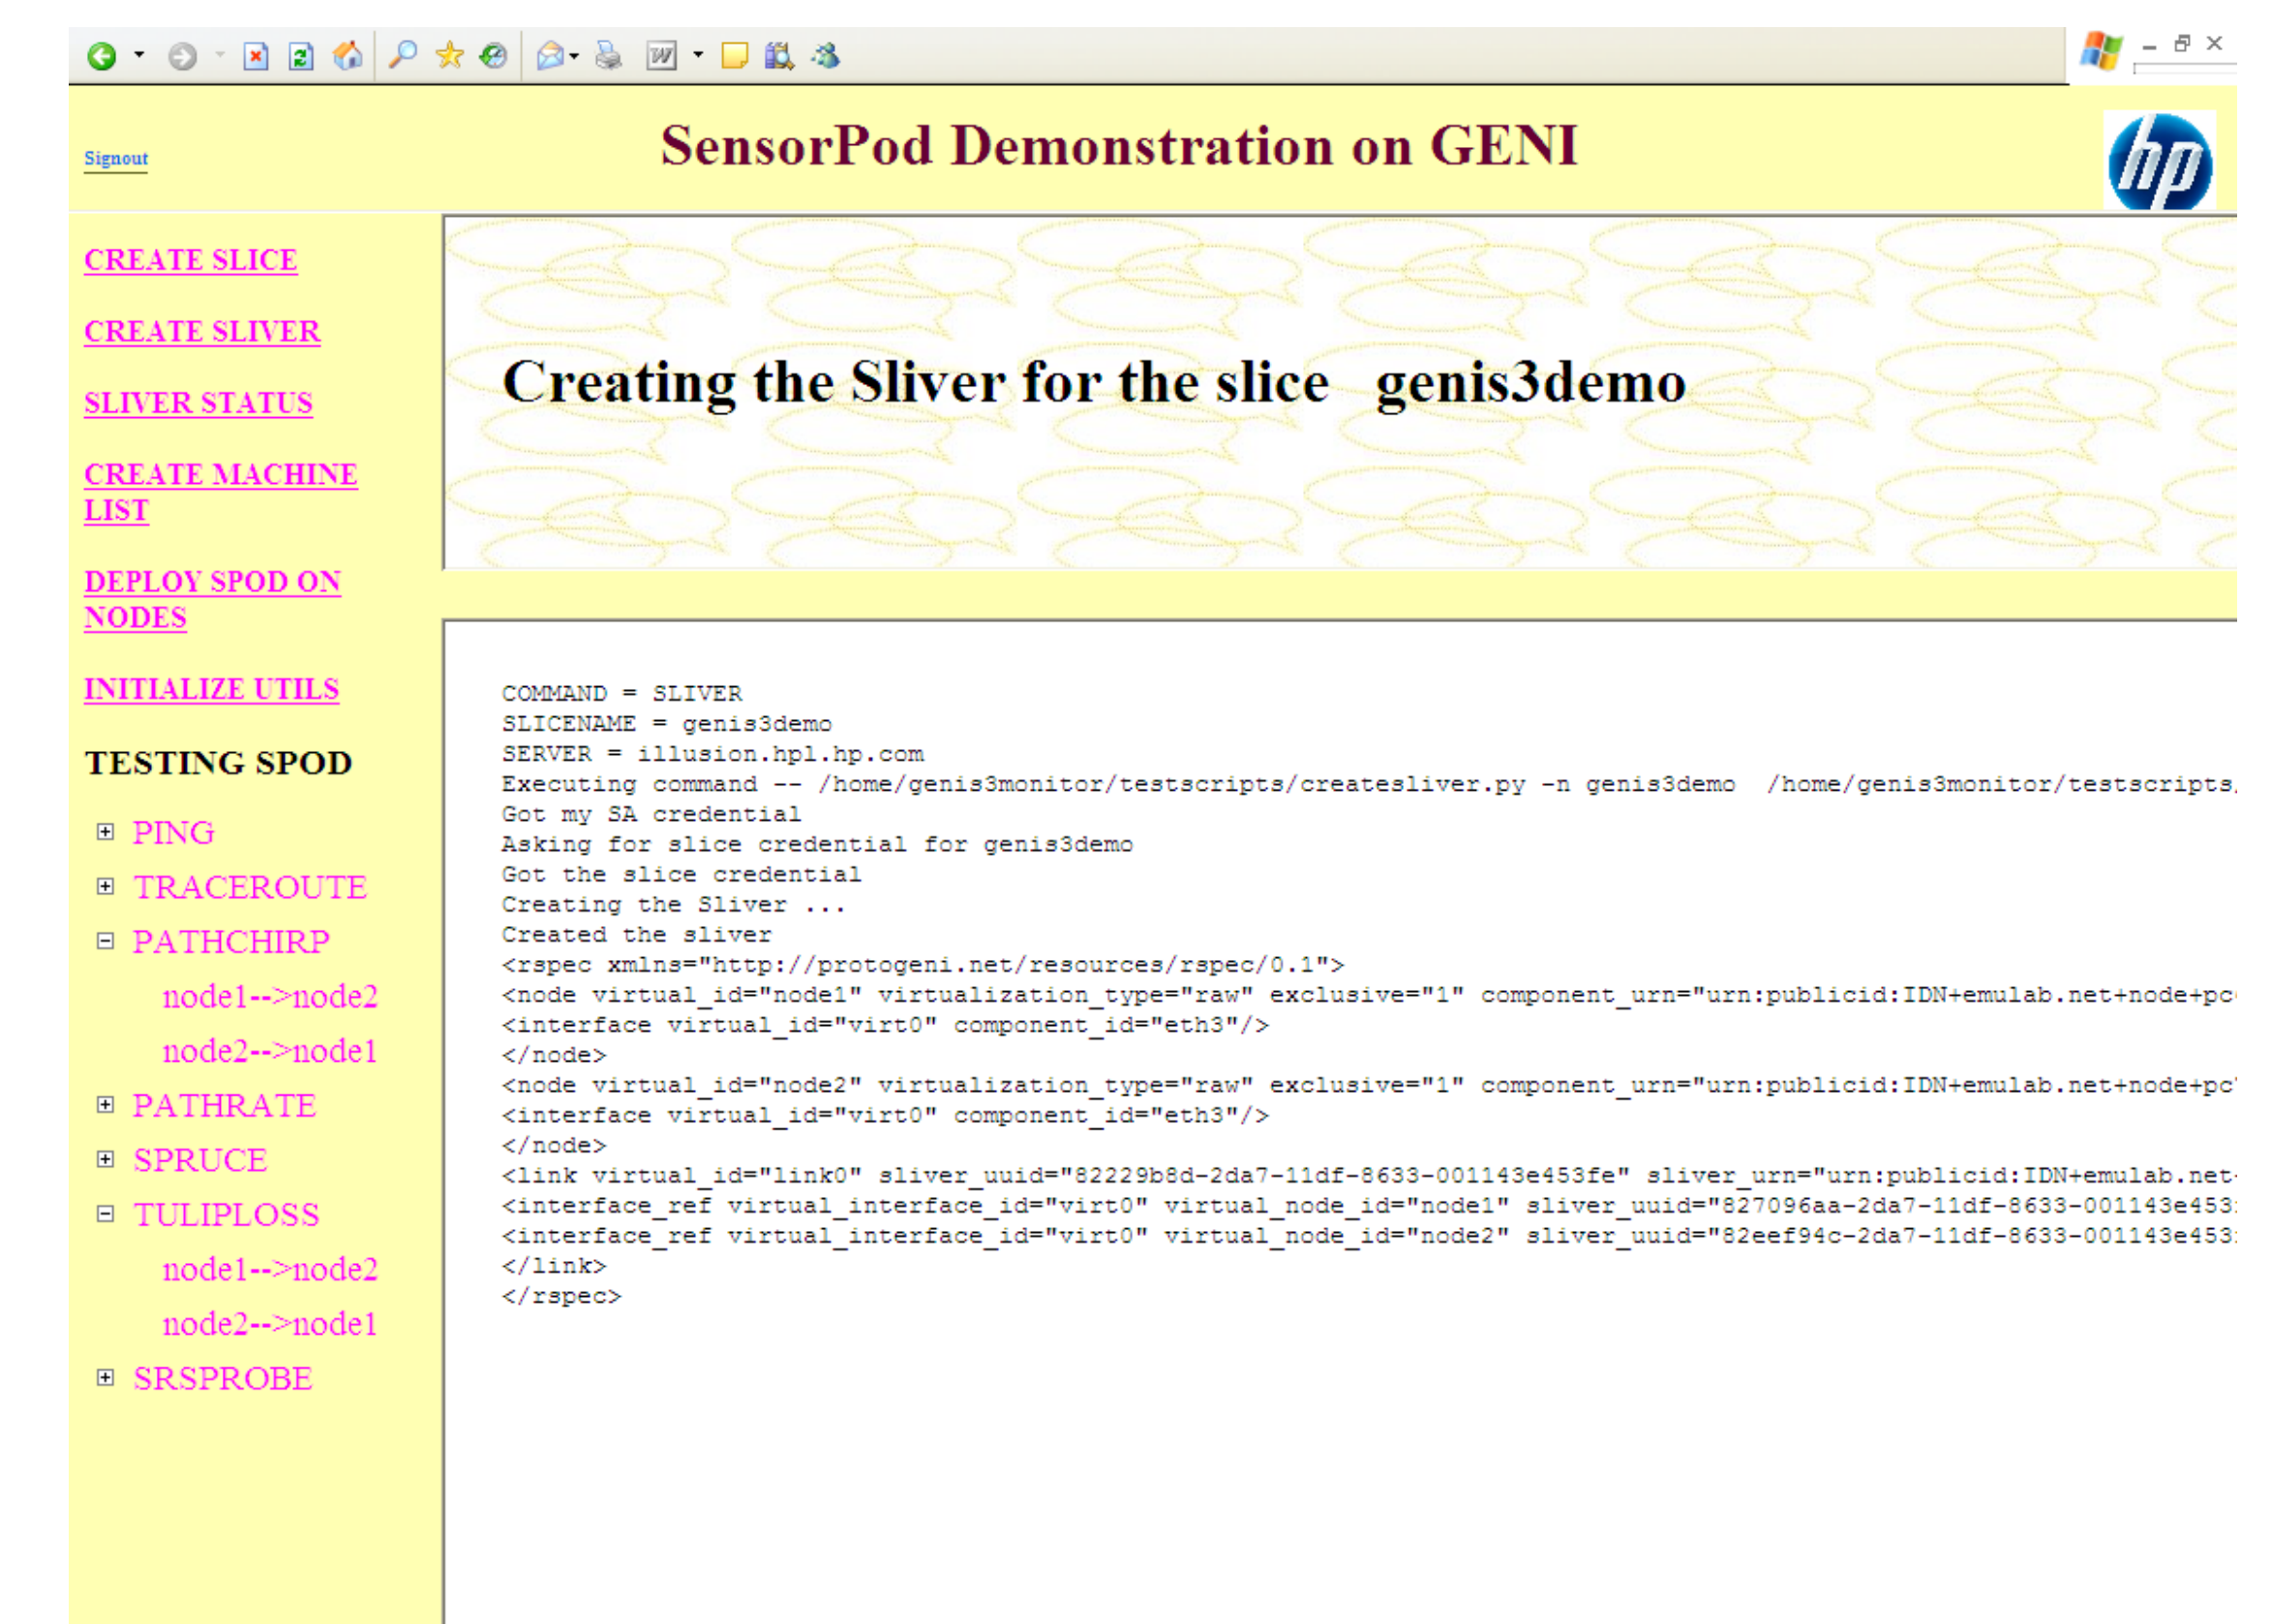 SensorPod Demonstration on GENI
Signout
hp
CREATE SLICE
CREATE SLIVER
SLIVER STATUS
CREATE MACHINE
LIST
DEPLOY SPOD ON
NODES
INITIALIZE UTILS
TESTING SPOD
PING
TRACEROUTE
PATHCHIRP
node1-->node2
node2-->node1
PATHRATE
SPRUCE
TULIPLOSS
node1-->node2
node2-->node1
SRSPROBE
Creating the Sliver for the slice genis3demo
COMMAND = SLIVER
SLICENAME = genis3demo
SERVER = illusion.hpl.hp.com
Executing command -- /home/genis3monitor/testscripts/createsliver.py -n genis3demo /home/genis3monitor/testscripts
Got my SA credential
Asking for slice credential for genis3demo
Got the slice credential
Creating the Sliver ...
Created the sliver
<rspec xmlns="http://protogeni.net/resources/rspec/0.1">
<node virtual_id="node1" virtualization_type="raw" exclusive="1" component_urn="urn:publicid:IDN+emulab.net+node+pc
<interface virtual_id="virt0" component_id="eth3"/>
</node>
<node virtual_id="node2" virtualization_type="raw" exclusive="1" component_urn="urn:publicid:IDN+emulab.net+node+pc
<interface virtual_id="virt0" component_id="eth3"/>
</node>
<link virtual_id="link0" sliver_uuid="82229b8d-2da7-11df-8633-001143e453fe" sliver_urn="urn:publicid:IDN+emulab.net
<interface_ref virtual_interface_id="virt0" virtual_node_id="node1" sliver_uuid="827096aa-2da7-11df-8633-001143e453
<interface_ref virtual_interface_id="virt0" virtual_node_id="node2" sliver_uuid="82eef94c-2da7-11df-8633-001143e453
</link>
</rspec>